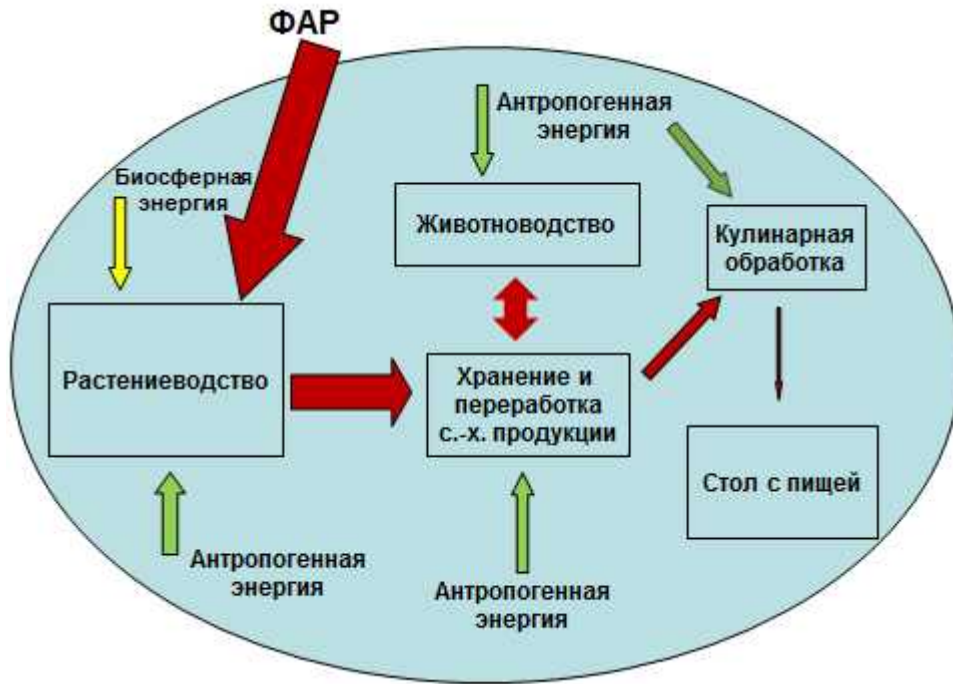 ФАР
Антропогенная
энергия
Биосферная
энергия
Животноводство
Кулинарная
обработка
Растениеводство
Хранение и
переработка
с.-х. продукции
Стол с пищей
Антропогенная
энергия
Антропогенная
энергия